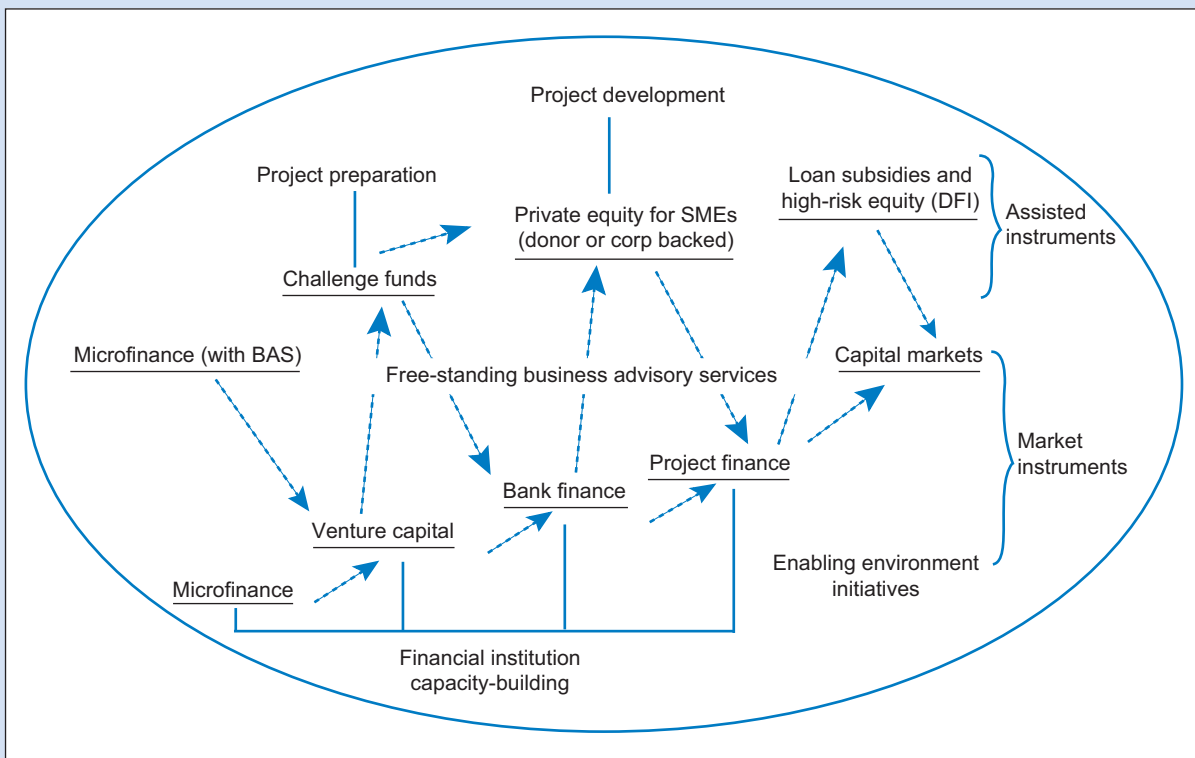 Project development
Project preparation
Loan subsidies and
high-risk equity (DFI)
Assisted
instruments
Private equity for SMEs
(donor or corp backed)
Challenge funds
Microfinance (with BAS)
Free-standing business advisory services
Capital markets
Market
instruments
Project finance
Bank finance
Venture capital
Enabling environment
initiatives
Microfinance
Financial institution
capacity-building